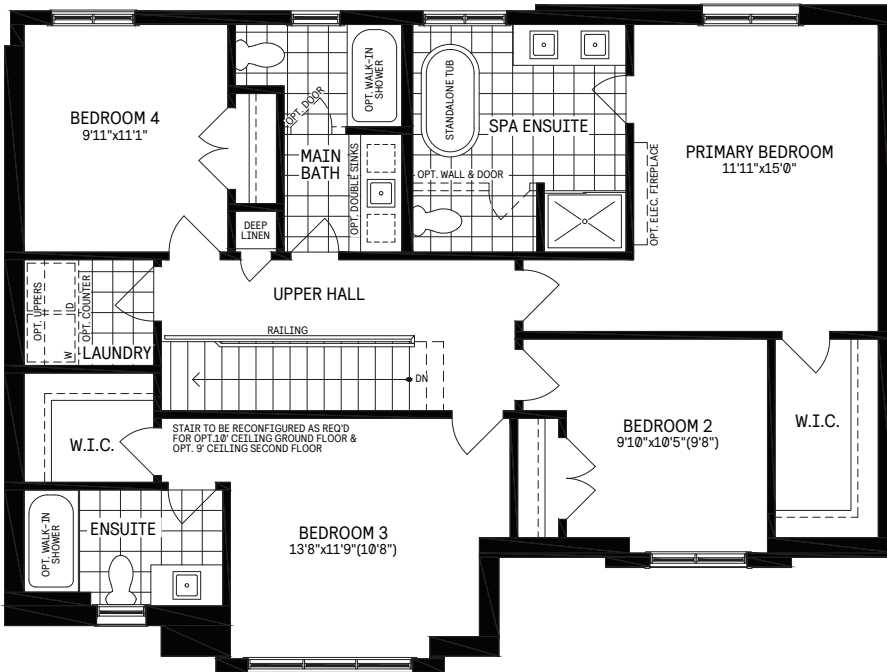 BEDROOM 4
9'11"x11'1"
OPT. DOOR
OPT. WALK-IN
SHOWER
MAIN
BATH
OPT. DOUBLE SINKS
DEEP
LINEN
STANDALONE TUB
SPA ENSUITE
OPT. WALL & DOOR
OPT. ELEC. FIREPLACE
PRIMARY BEDROOM
11'11"x15'0"
UPPER HALL
OPT. UPPERS
W
D
OPT. COUNTER
LAUNDRY
RAILING
DN
STAIR TO BE RECONFIGURED AS REQ'D
FOR OPT.10' CEILING GROUND FLOOR &
OPT. 9' CEILING SECOND FLOOR
W.I.C.
BEDROOM 2
9'10"x10'5"(9'8")
W.I.C.
OPT. WALK-IN
SHOWER
ENSUITE
BEDROOM 3
13'8"x11'9"(10'8")